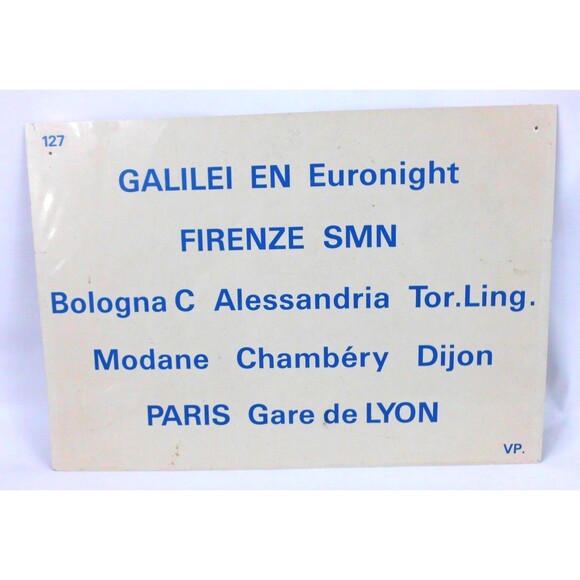 127
GALILEI EN Euronight
FIRENZE SMN
Bologna C Alessandria Tor.Ling.
Modane Chambéry Dijon
PARIS Gare de LYON
VP.